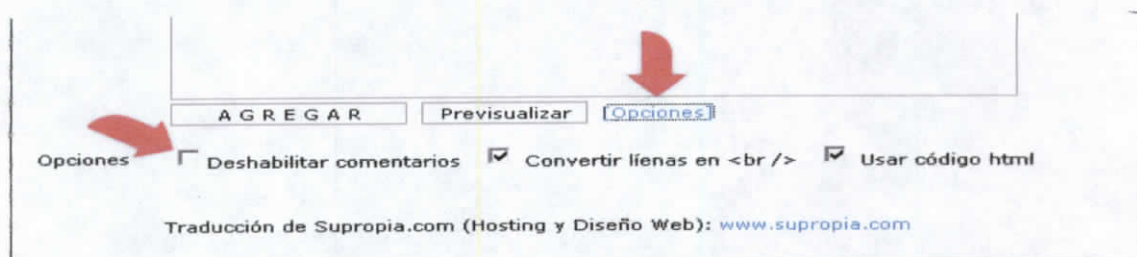 AGREGAR Previsualizar [Opciones]
Opciones Deshabilitar comentarios Convertir líenas en <br /> Usar código html
Traducción de Supropia.com (Hosting y Diseño Web): www.supropia.com